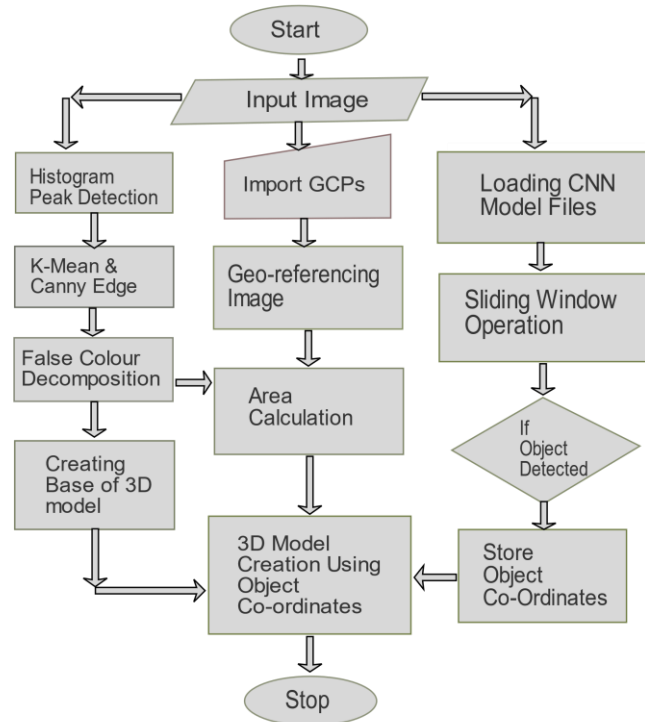 Start
Input Image
Histogram
Peak Detection
K-Mean &
Canny Edge
False Colour
Decomposition
Creating
Base of 3D
model
Import GCPs
Geo-referencing
Image
Area
Calculation
3D Model
Creation Using
Object
Co-ordinates
Loading CNN
Model Files
Sliding Window
Operation
If
Object
Detected
Store
Object
Co-Ordinates
Stop